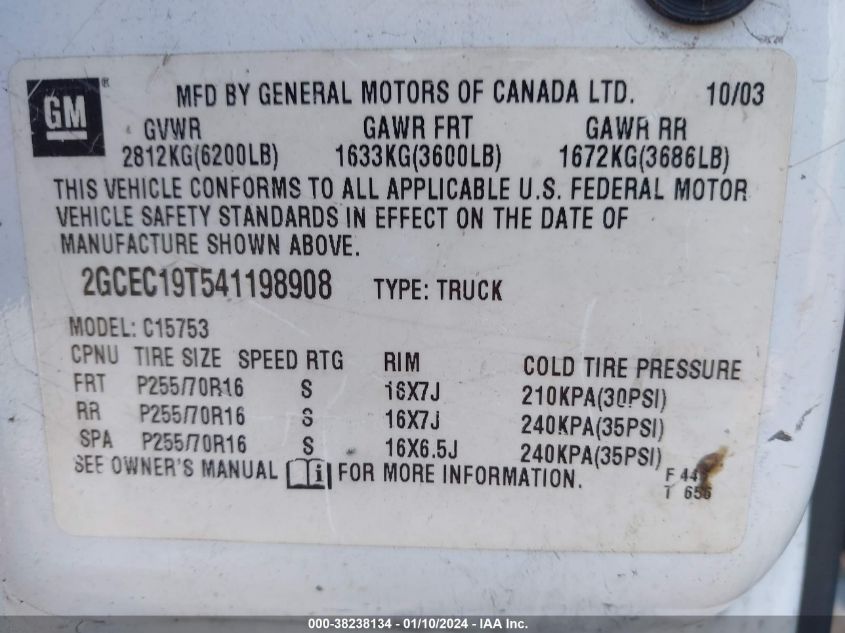 GM ® MFD BY GENERAL MOTORS OF CANADA LTD. 10/03
GVWR GAWR FRT GAWR RR
2812KG(6200LB) 1633KG(3600LB) 1672KG(3686LB)
THIS VEHICLE CONFORMS TO ALL APPLICABLE U.S. FEDERAL MOTOR
VEHICLE SAFETY STANDARDS IN EFFECT ON THE DATE OF
MANUFACTURE SHOWN ABOVE.
2GCEC19T541198908 TYPE: TRUCK
MODEL: C15753
CPNU TIRE SIZE SPEED RTG RIM COLD TIRE PRESSURE
FRT P255/70R16 S 16X7J 210KPA(30PSI)
RR P255/70R16 S 16X7J 240KPA(35PSI)
SPA P255/70R16 S 16X6.5J 240KPA(35PSI)
SEE OWNER'S MANUAL i FOR MORE INFORMATION.
F
T 656
000-38238134 - 01/10/2024 - IAA Inc.